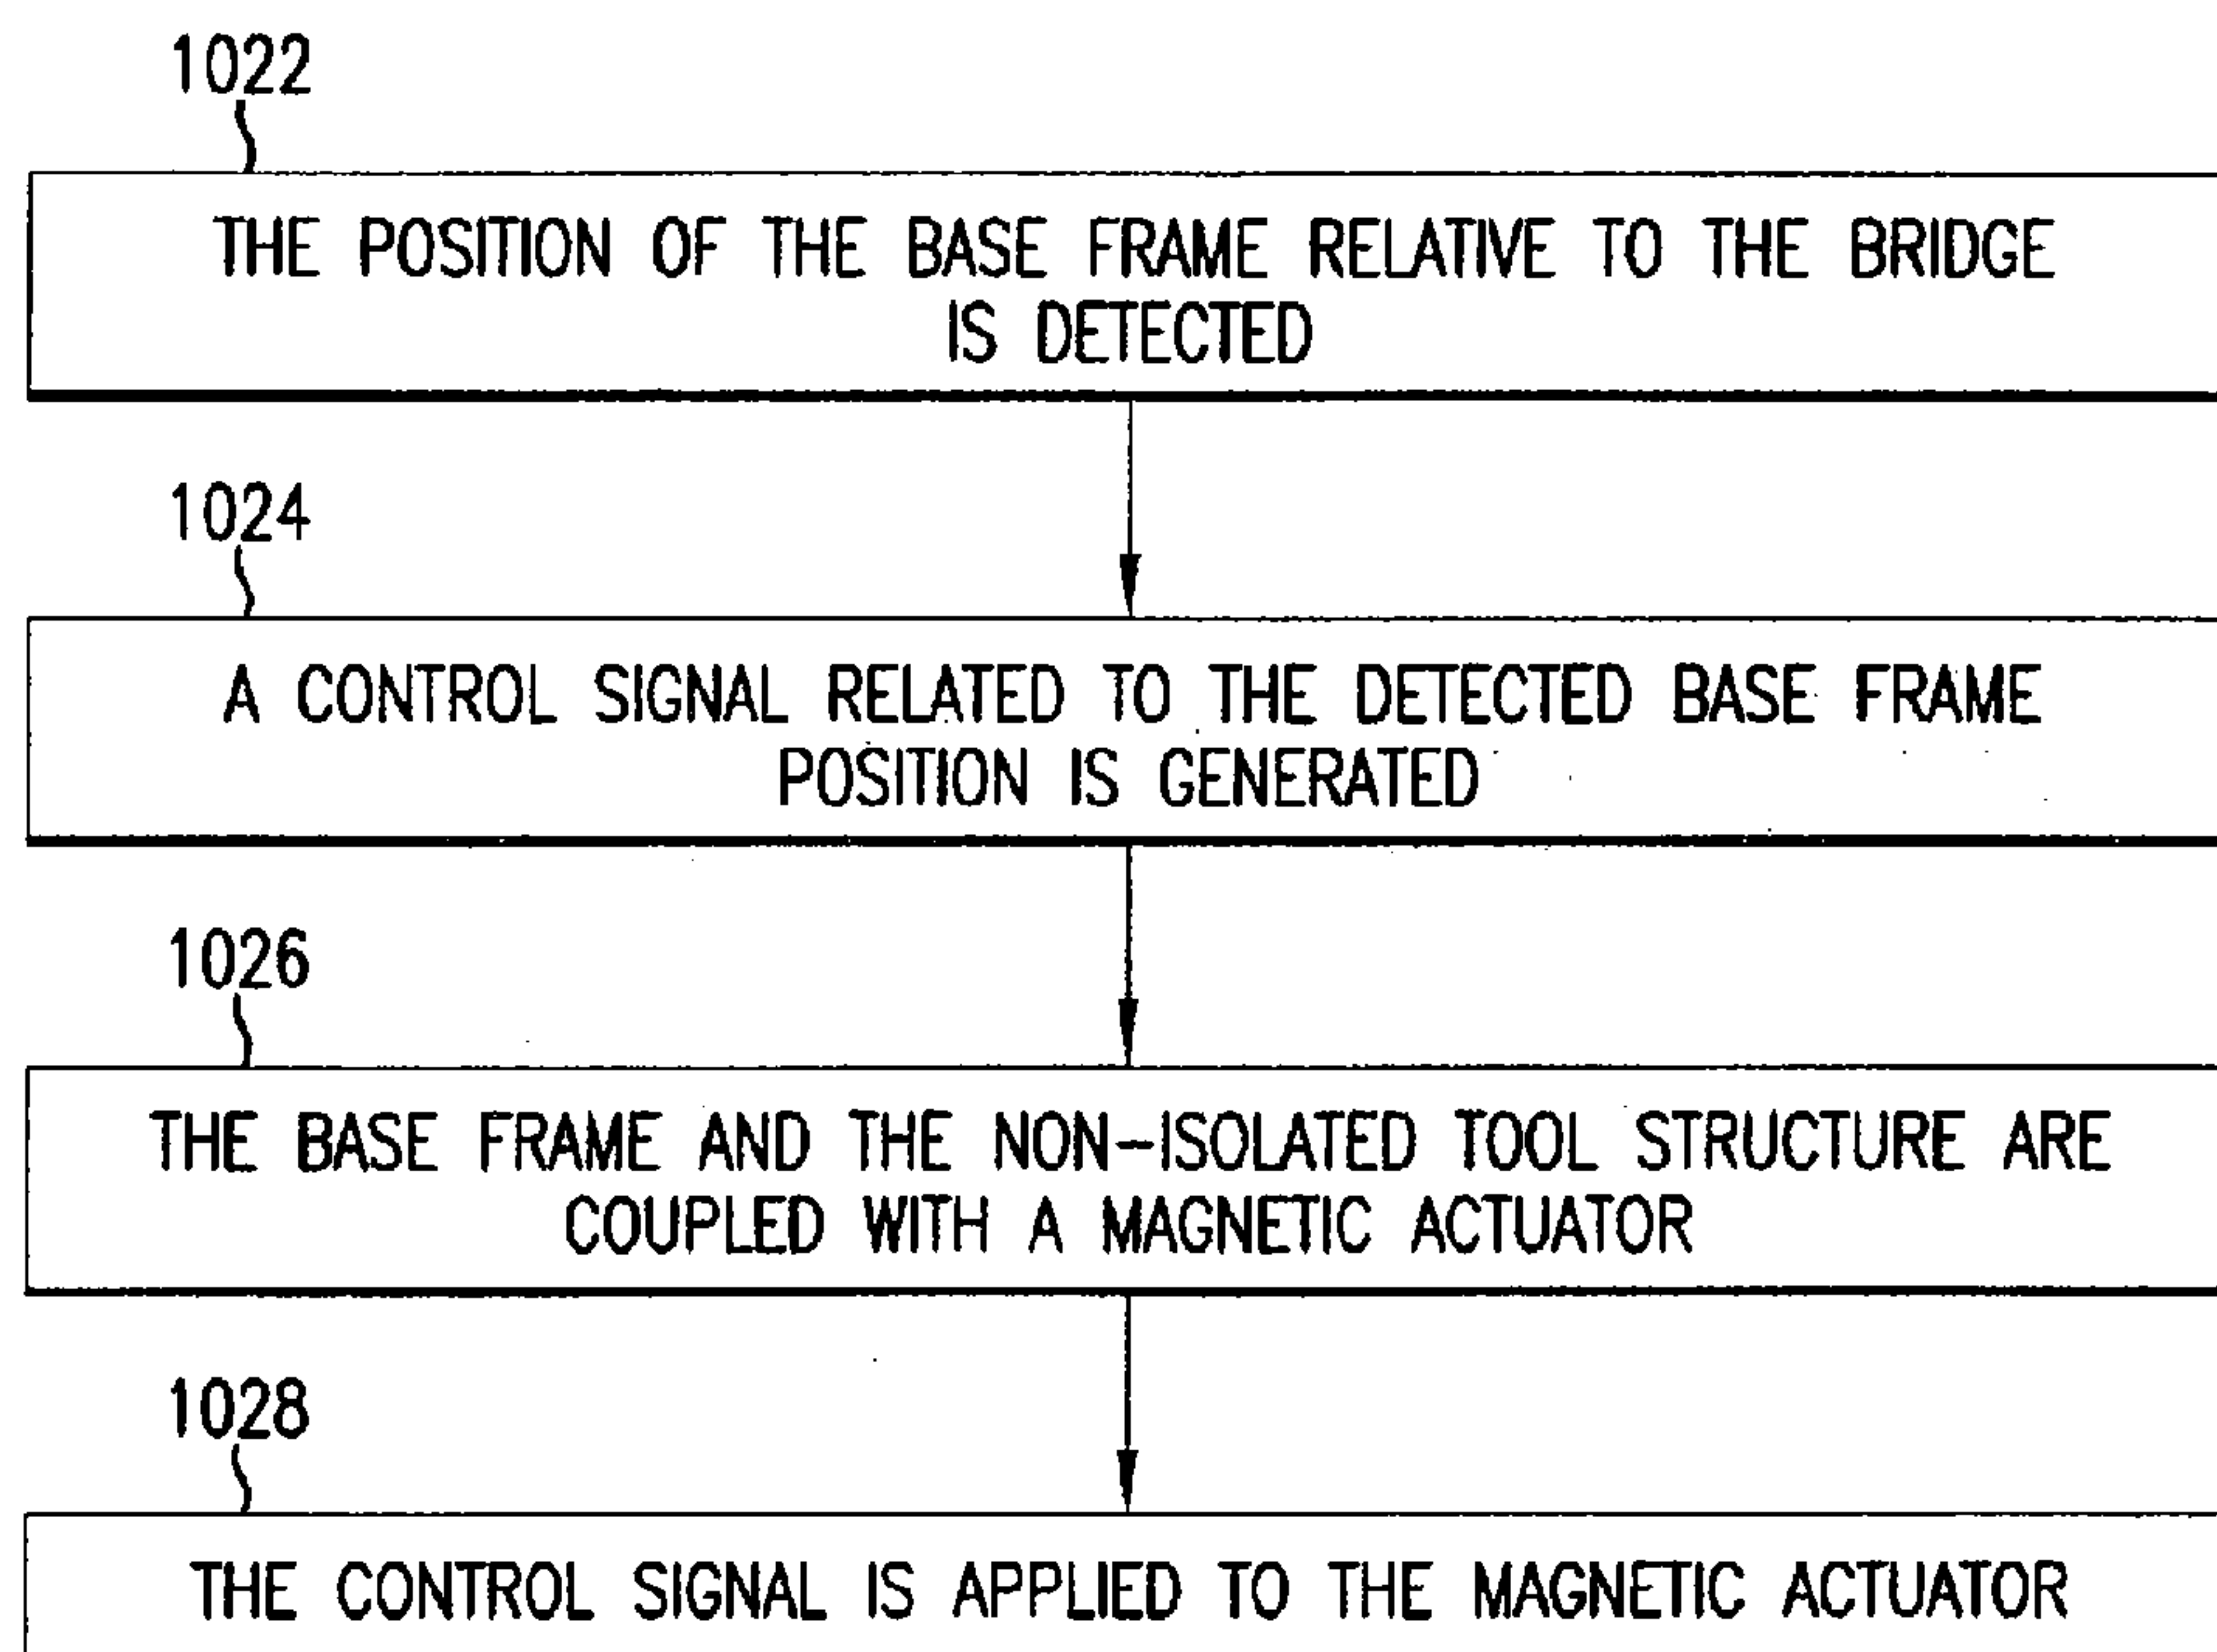 1022
THE POSITION OF THE BASE FRAME RELATIVE TO THE BRIDGE
IS DETECTED
1024
A CONTROL SIGNAL RELATED TO THE DETECTED BASE FRAME
POSITION IS GENERATED
1026
THE BASE FRAME AND THE NON-ISOLATED TOOL STRUCTURE ARE
COUPLED WITH A MAGNETIC ACTUATOR
1028
THE CONTROL SIGNAL IS APPLIED TO THE MAGNETIC ACTUATOR